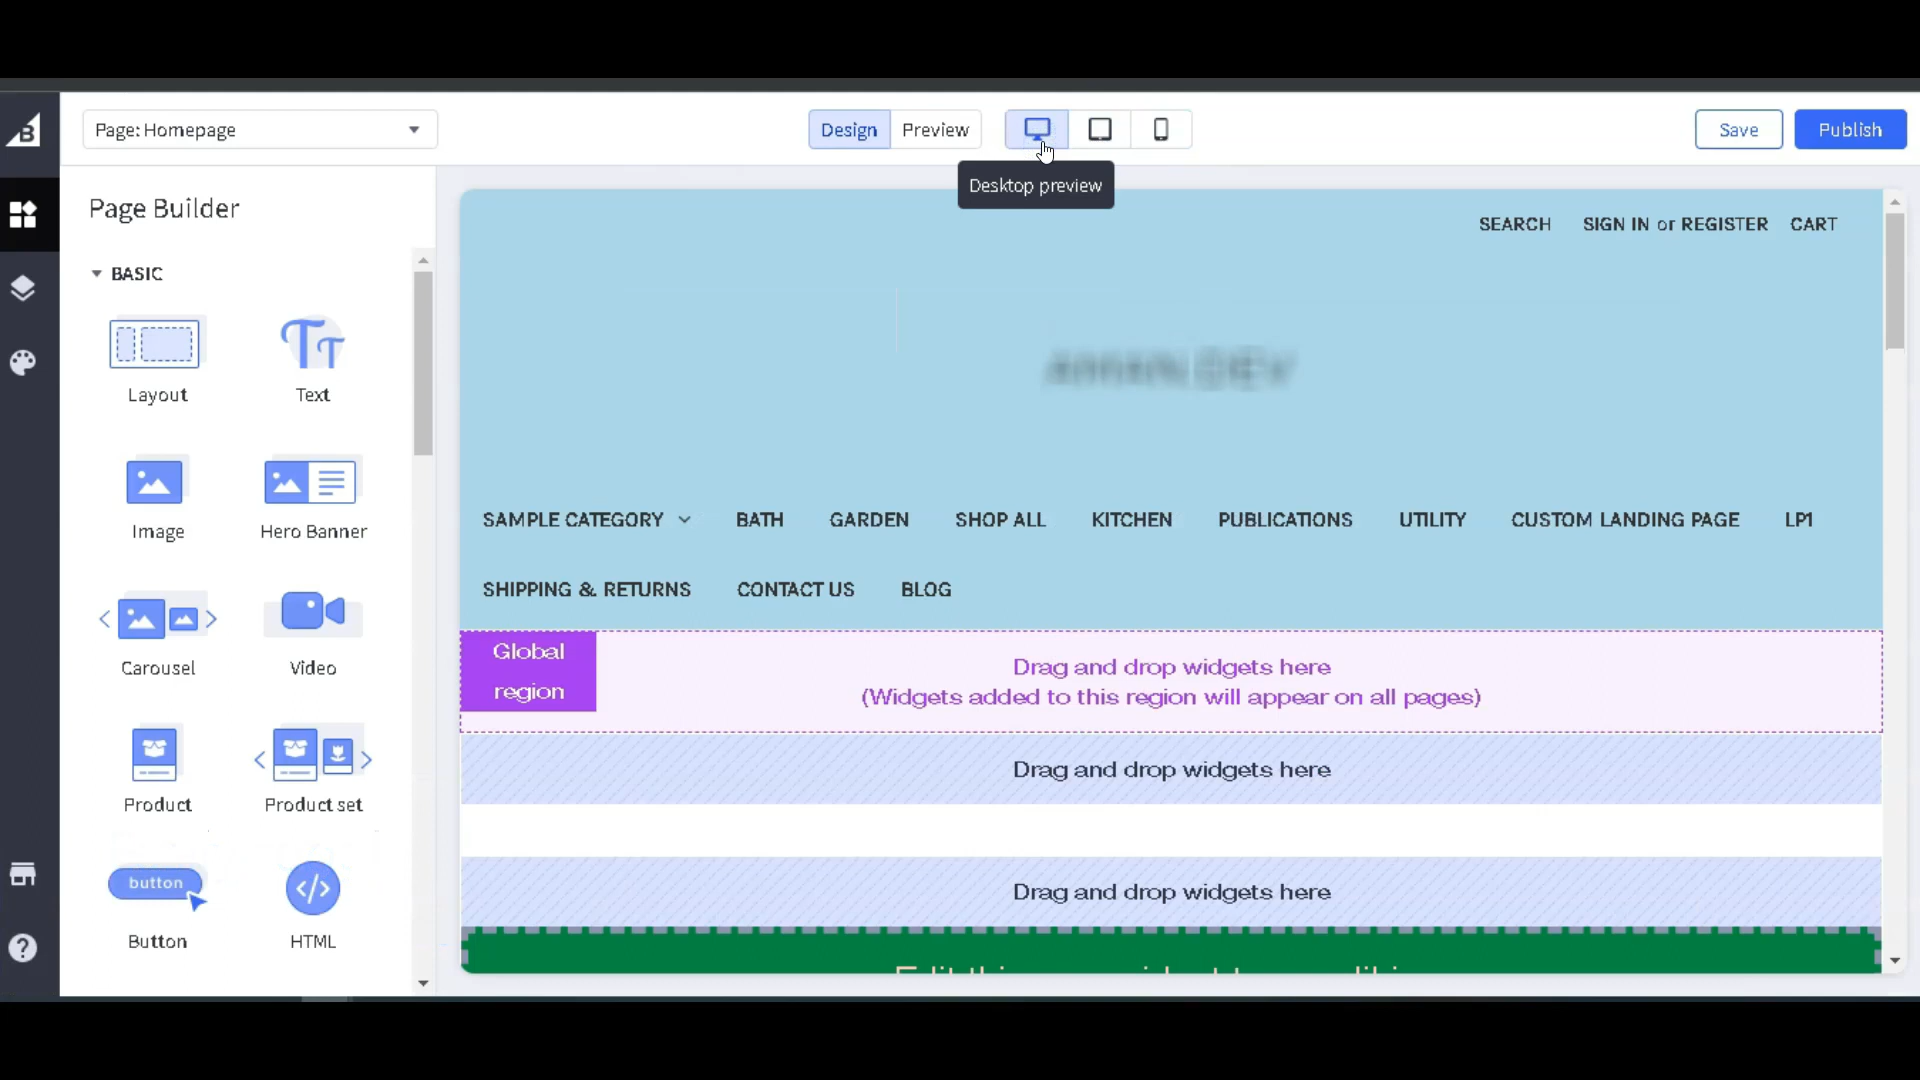 Page: Homepage
Design
Preview
Save
Publish
Desktop preview
Page Builder
BASIC
Layout
Text
Image
Hero Banner
Carousel
Video
Product
Product set
button
Button
HTML
SEARCH
SIGN IN or REGISTER
CART
SAMPLE CATEGORY
BATH
GARDEN
SHOP ALL
KITCHEN
PUBLICATIONS
UTILITY
CUSTOM LANDING PAGE
LP1
SHIPPING & RETURNS
CONTACT US
BLOG
Global
region
Drag and drop widgets here
(Widgets added to this region will appear on all pages)
Drag and drop widgets here
Drag and drop widgets here